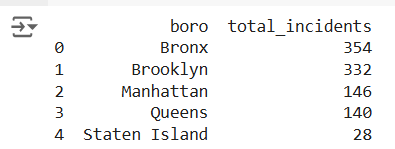 boro total_incidents
0 Bronx 354
1 Brooklyn 332
2 Manhattan 146
3 Queens 140
4 Staten Island 28